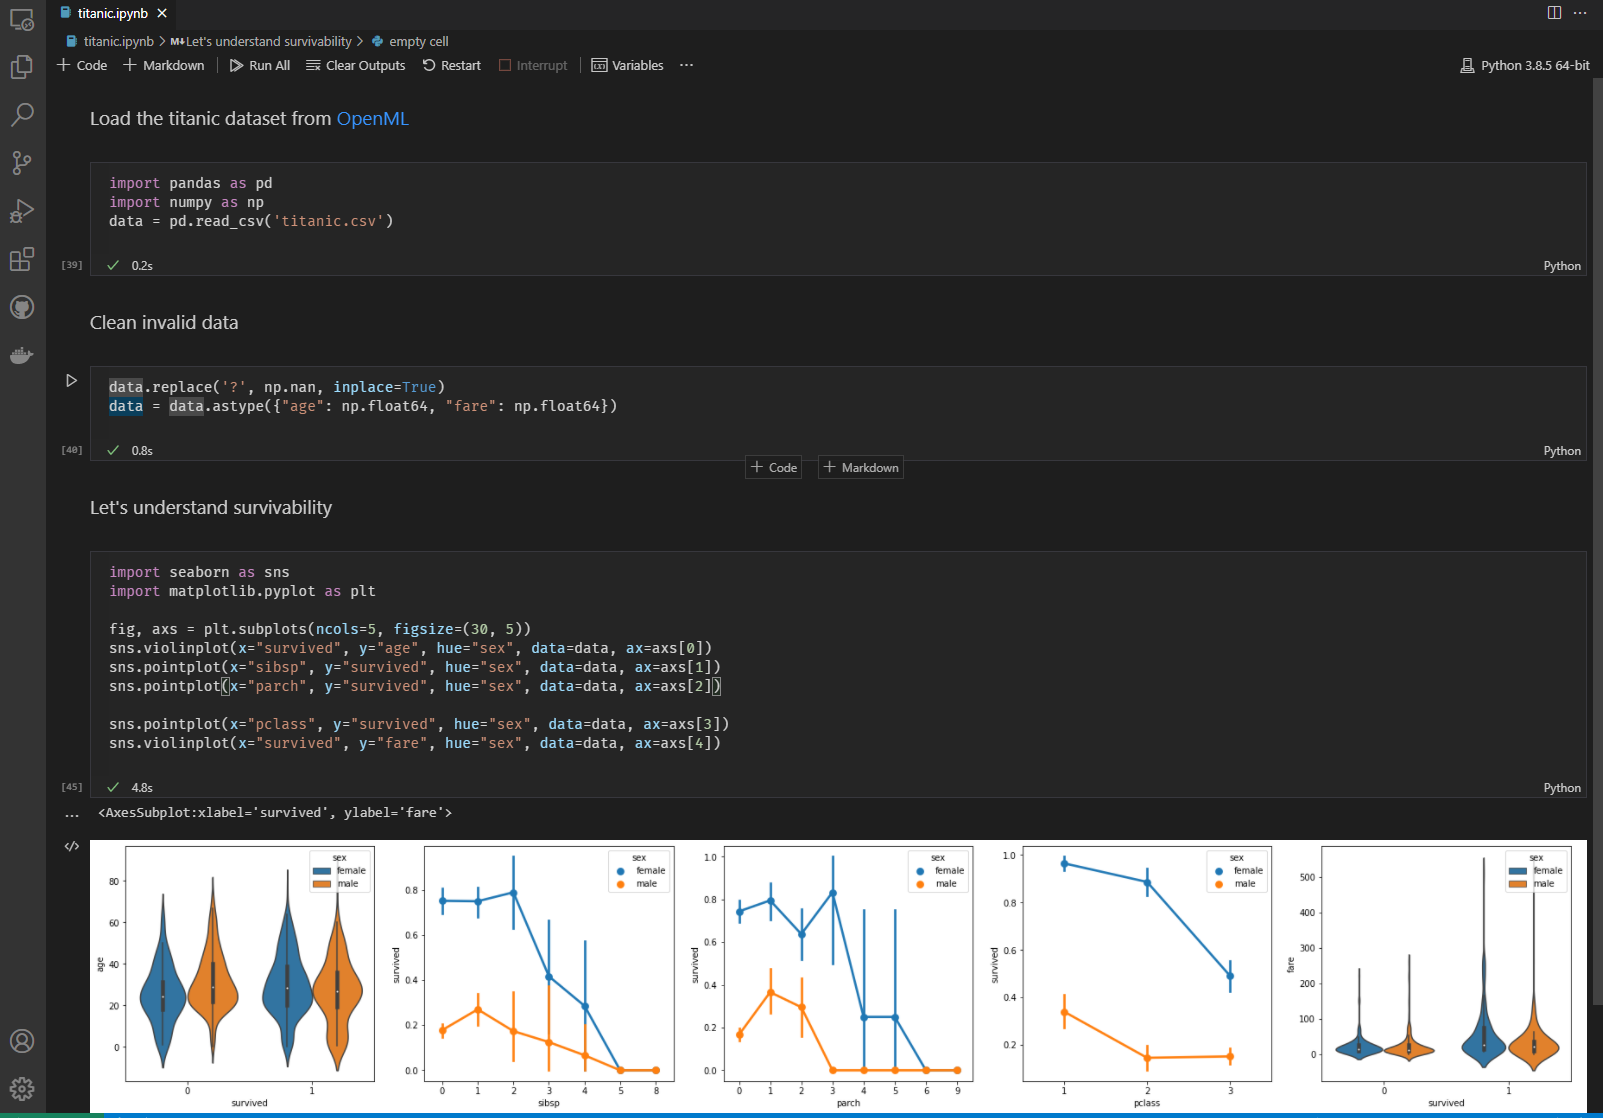 titanic.ipynb
titanic.ipynb > M↓Let's understand survivability > empty cell
Code Markdown Run All Clear Outputs Restart Interrupt Variables ... Python 3.8.5 64-bit
Load the titanic dataset from OpenML
import pandas as pd
import numpy as np
data = pd.read_csv('titanic.csv')
[39] 0.2s Python
Clean invalid data
data.replace('?', np.nan, inplace=True)
data = data.astype({"age": np.float64, "fare": np.float64})
[40] 0.8s Python
Code Markdown
Let's understand survivability
import seaborn as sns
import matplotlib.pyplot as plt
fig, axs = plt.subplots(ncols=5, figsize=(30, 5))
sns.violinplot(x="survived", y="age", hue="sex", data=data, ax=axs[0])
sns.pointplot(x="sibsp", y="survived", hue="sex", data=data, ax=axs[1])
sns.pointplot(x="parch", y="survived", hue="sex", data=data, ax=axs[2])
sns.pointplot(x="pclass", y="survived", hue="sex", data=data, ax=axs[3])
sns.violinplot(x="survived", y="fare", hue="sex", data=data, ax=axs[4])
[45] 4.8s Python
... <AxesSubplot:xlabel='survived', ylabel='fare'>
sex
female
male
80
60
40
20
0
age
0 1
survived
sex
female
male
0.8
0.6
0.4
0.2
0.0
survived
0 1 2 3 4 5 8
sibsp
sex
female
male
1.0
0.8
0.6
0.4
0.2
0.0
survived
0 1 2 3 4 5 6 9
parch
sex
female
male
1.0
0.8
0.6
0.4
0.2
survived
1 2 3
pclass
sex
female
male
500
400
300
200
100
0
fare
0 1
survived